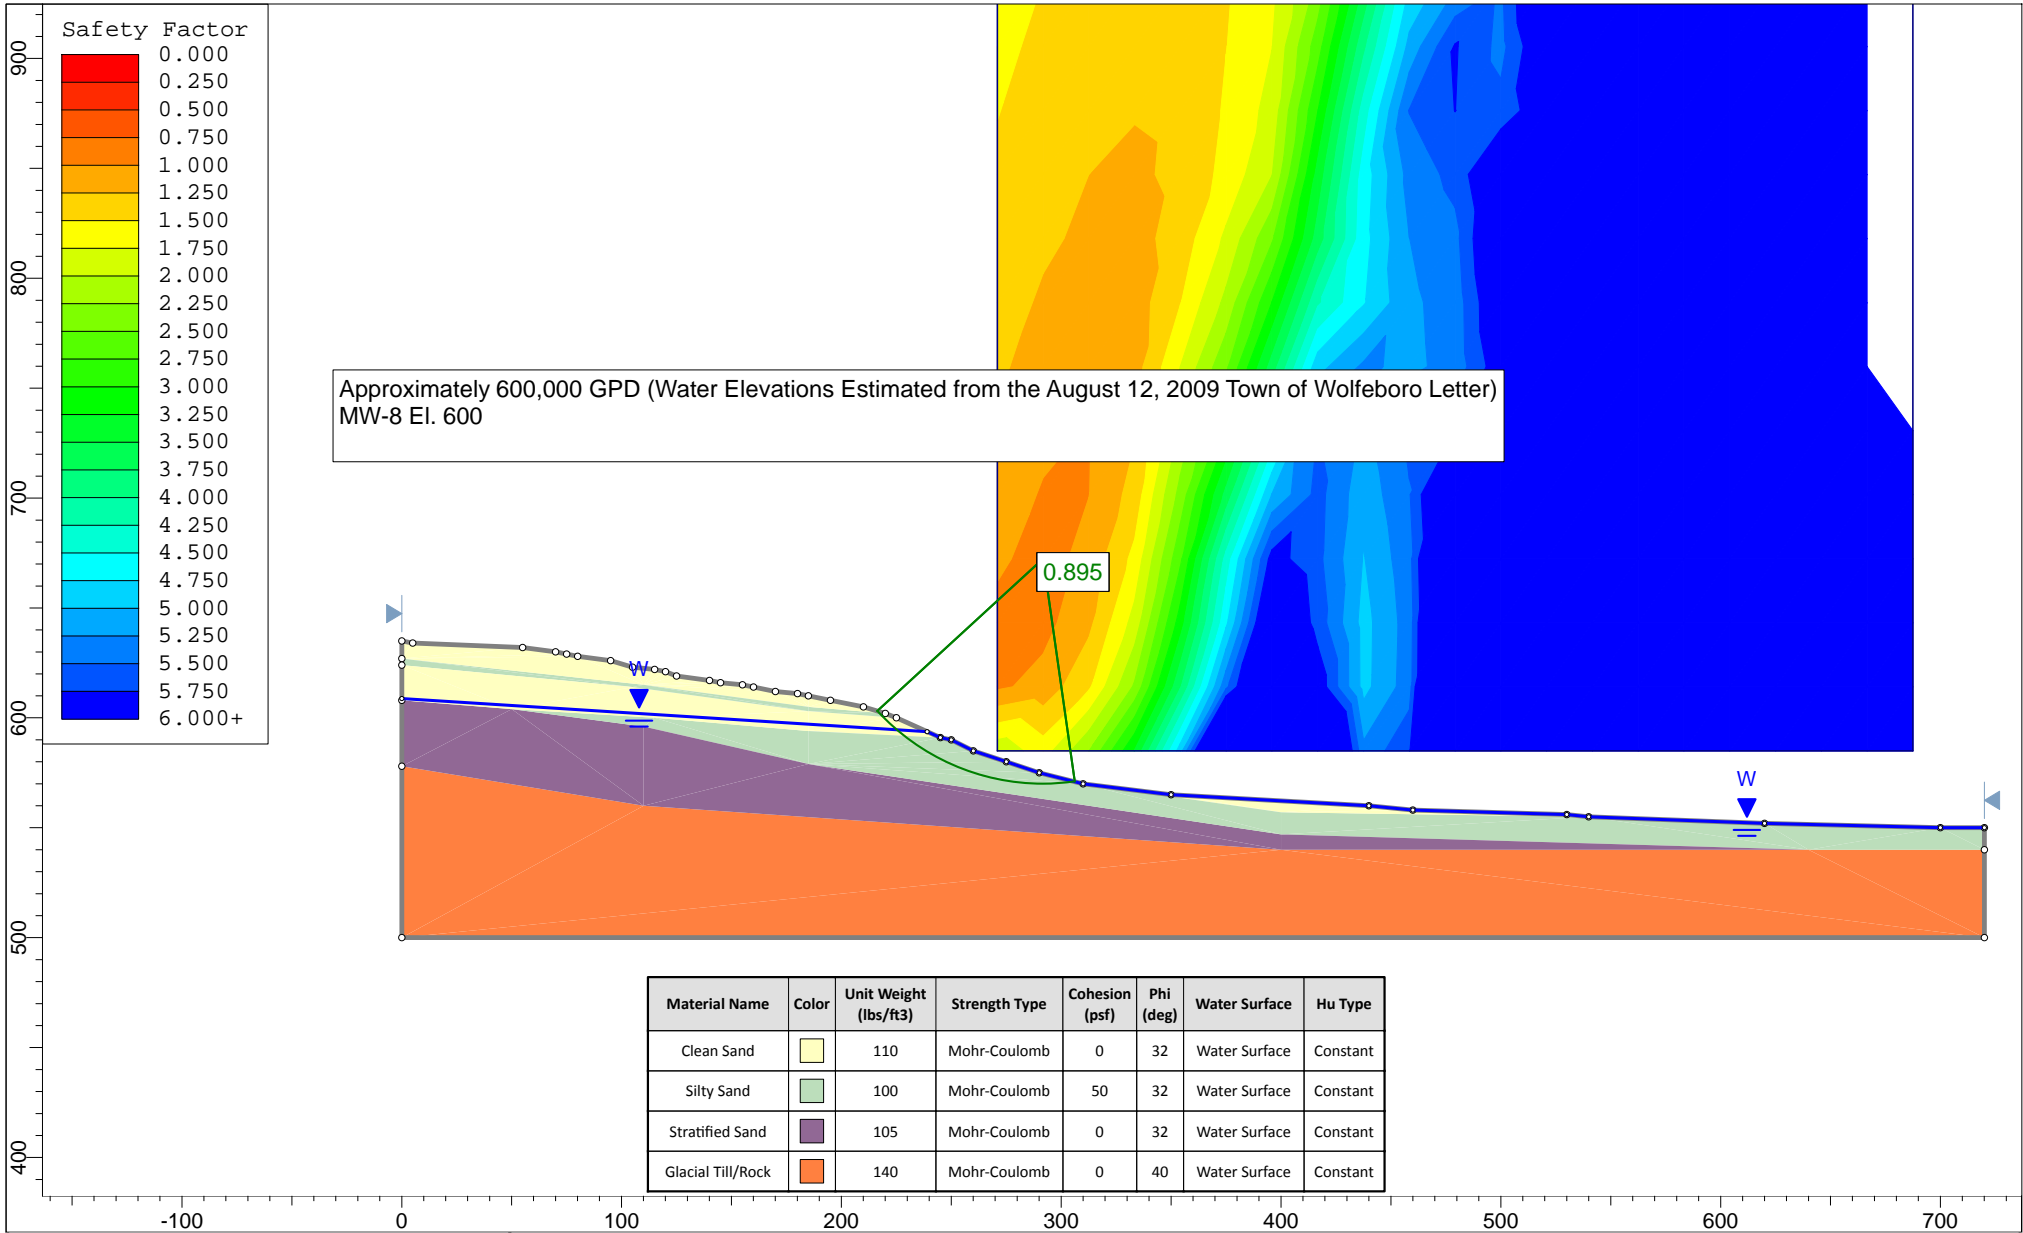 Safety Factor
0.000
0.250
0.500
0.750
1.000
1.250
1.500
1.750
2.000
2.250
2.500
2.750
3.000
3.250
3.500
3.750
4.000
4.250
4.500
4.750
5.000
5.250
5.500
5.750
6.000+
Approximately 600,000 GPD (Water Elevations Estimated from the August 12, 2009 Town of Wolfeboro Letter)
MW-8 El. 600
0.895
W
W
Material Name Color Unit Weight (lbs/ft3) Strength Type Cohesion (psf) Phi (deg) Water Surface Hu Type
Clean Sand 110 Mohr-Coulomb 0 32 Water Surface Constant
Silty Sand 100 Mohr-Coulomb 50 32 Water Surface Constant
Stratified Sand 105 Mohr-Coulomb 0 32 Water Surface Constant
Glacial Till/Rock 140 Mohr-Coulomb 0 40 Water Surface Constant
900
800
700
600
500
400
-100 0 100 200 300 400 500 600 700